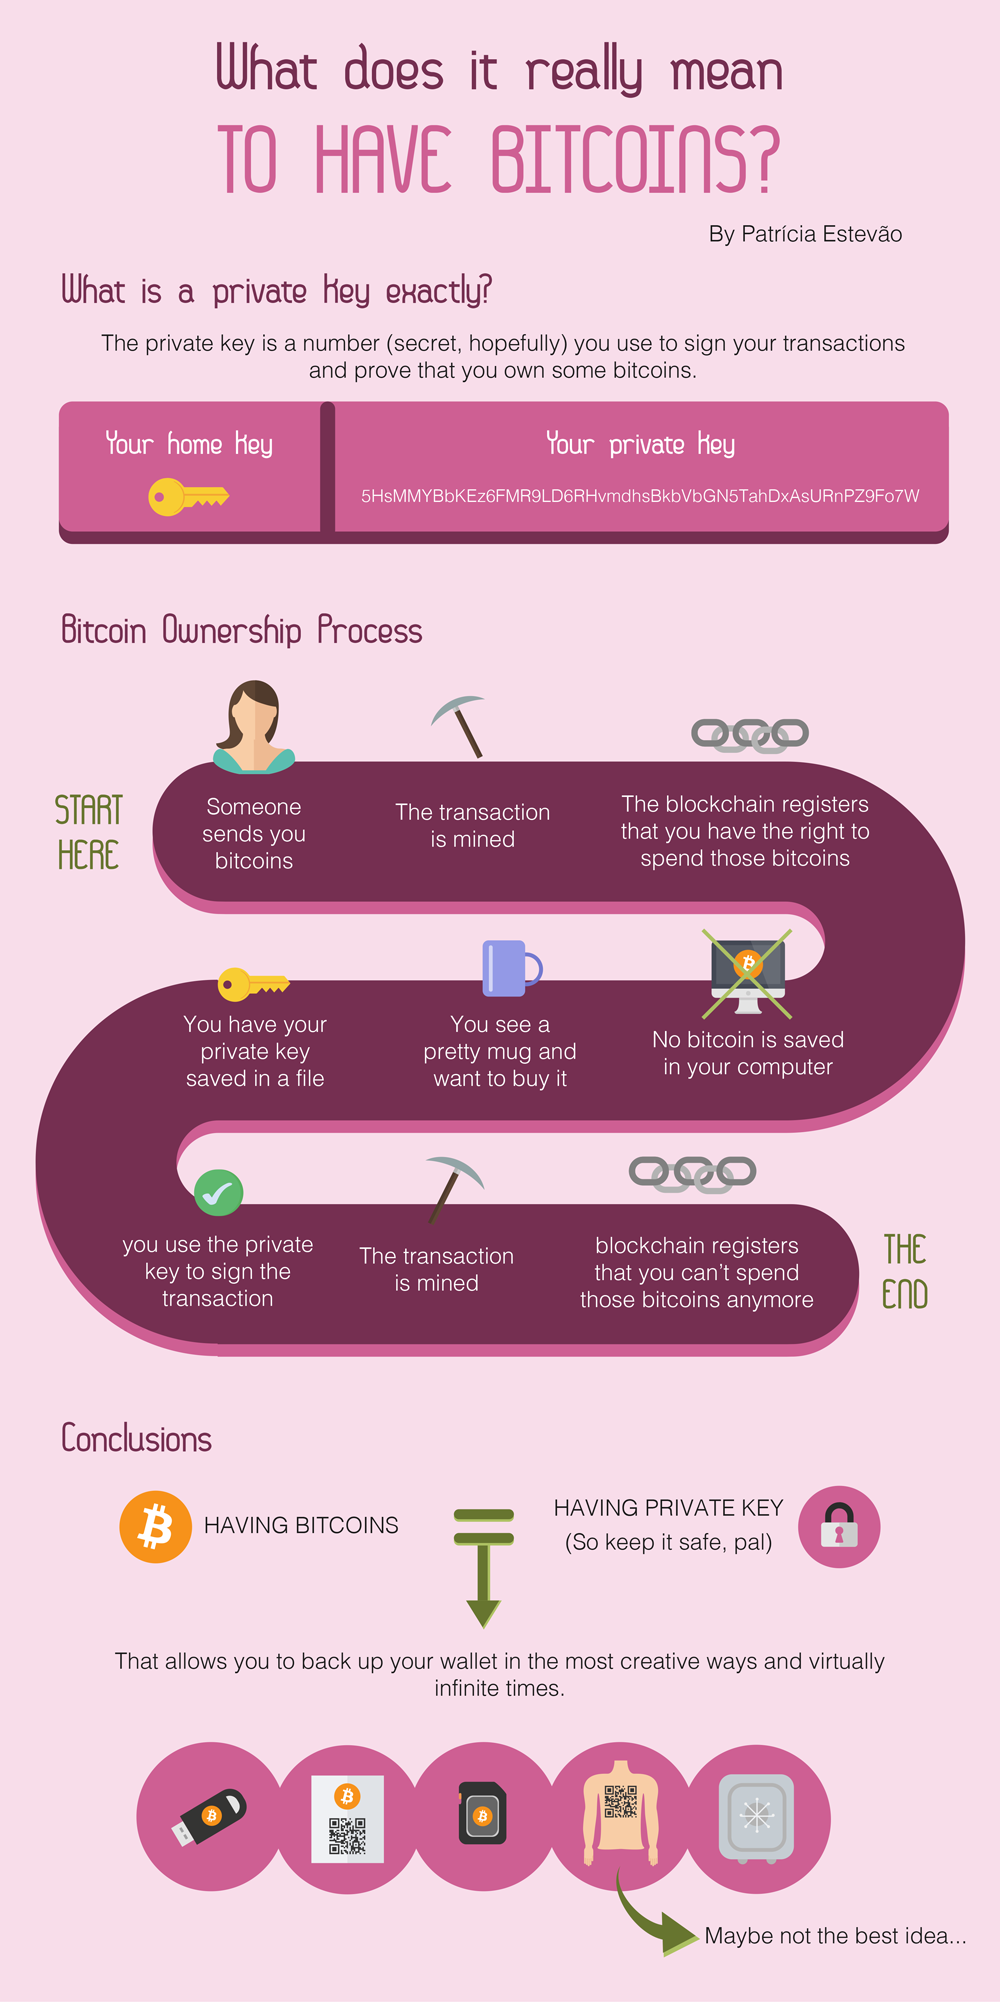 What does it really mean
TO HAVE BITCOINS?
By Patrícia Estevão
What is a private key exactly?
The private key is a number (secret, hopefully) you use to sign your transactions
and prove that you own some bitcoins.
Your home key
Your private key
5HsMMYBbKEz6FMR9LD6RHvmdhsBkbVbGN5TahDxAsURnPZ9Fo7W
Bitcoin Ownership Process
START
HERE
Someone
sends you
bitcoins
The transaction
is mined
The blockchain registers
that you have the right to
spend those bitcoins
No bitcoin is saved
in your computer
You see a
pretty mug and
want to buy it
You have your
private key
saved in a file
you use the private
key to sign the
transaction
The transaction
is mined
blockchain registers
that you can't spend
those bitcoins anymore
THE
END
Conclusions
HAVING BITCOINS
HAVING PRIVATE KEY
(So keep it safe, pal)
That allows you to back up your wallet in the most creative ways and virtually
infinite times.
Maybe not the best idea...